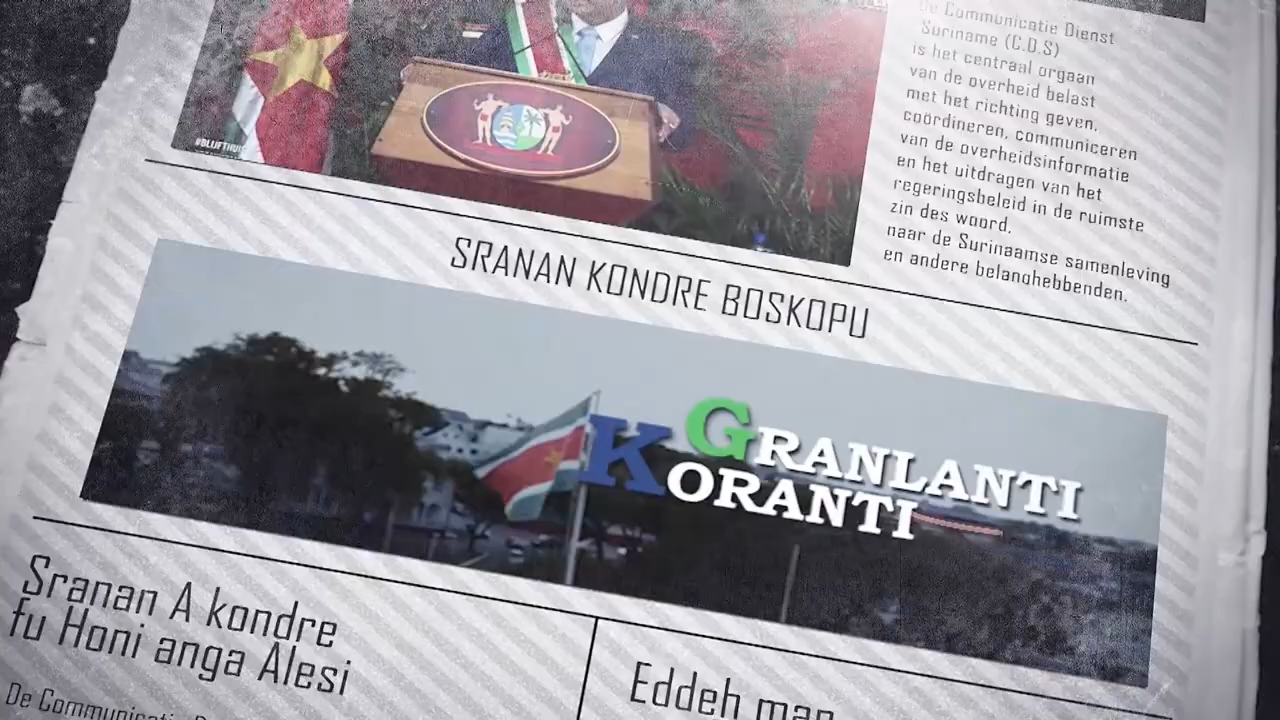 De Communicatie Dienst
Suriname (C.D.S)
is het centraal orgaan
van de overheid belast
met het richting geven,
coördineren, communiceren
van de overheidsinformatie
en het uitdragen van het
regeringsbeleid in de ruimste
zin des woord.
naar de Surinaamse samenleving
en andere belanghebbenden.
SRANAN KONDRE BOSKOPU
GRANLANTI
KORANTI
Sranan A kondre
fu Honi anga Alesi
De
Eddeh man